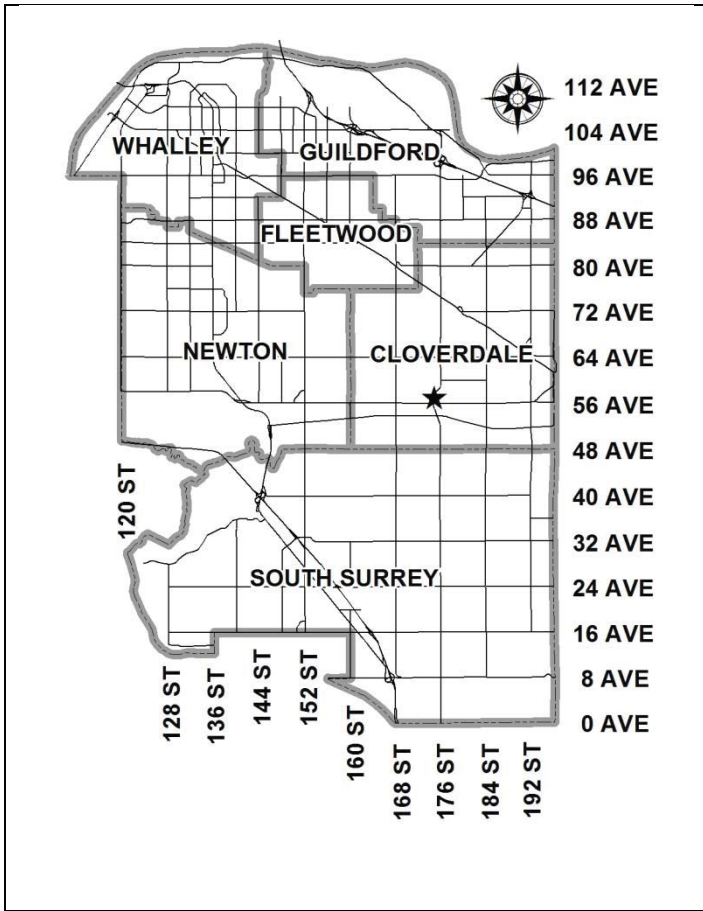 112 AVE
104 AVE
WHALLEY
GUILDFORD
96 AVE
88 AVE
FLEETWOOD
80 AVE
72 AVE
NEWTON
CLOVERDALE
64 AVE
56 AVE
48 AVE
120 ST
40 AVE
32 AVE
SOUTH SURREY
24 AVE
16 AVE
128 ST
136 ST
144 ST
152 ST
160 ST
8 AVE
0 AVE
168 ST
176 ST
184 ST
192 ST